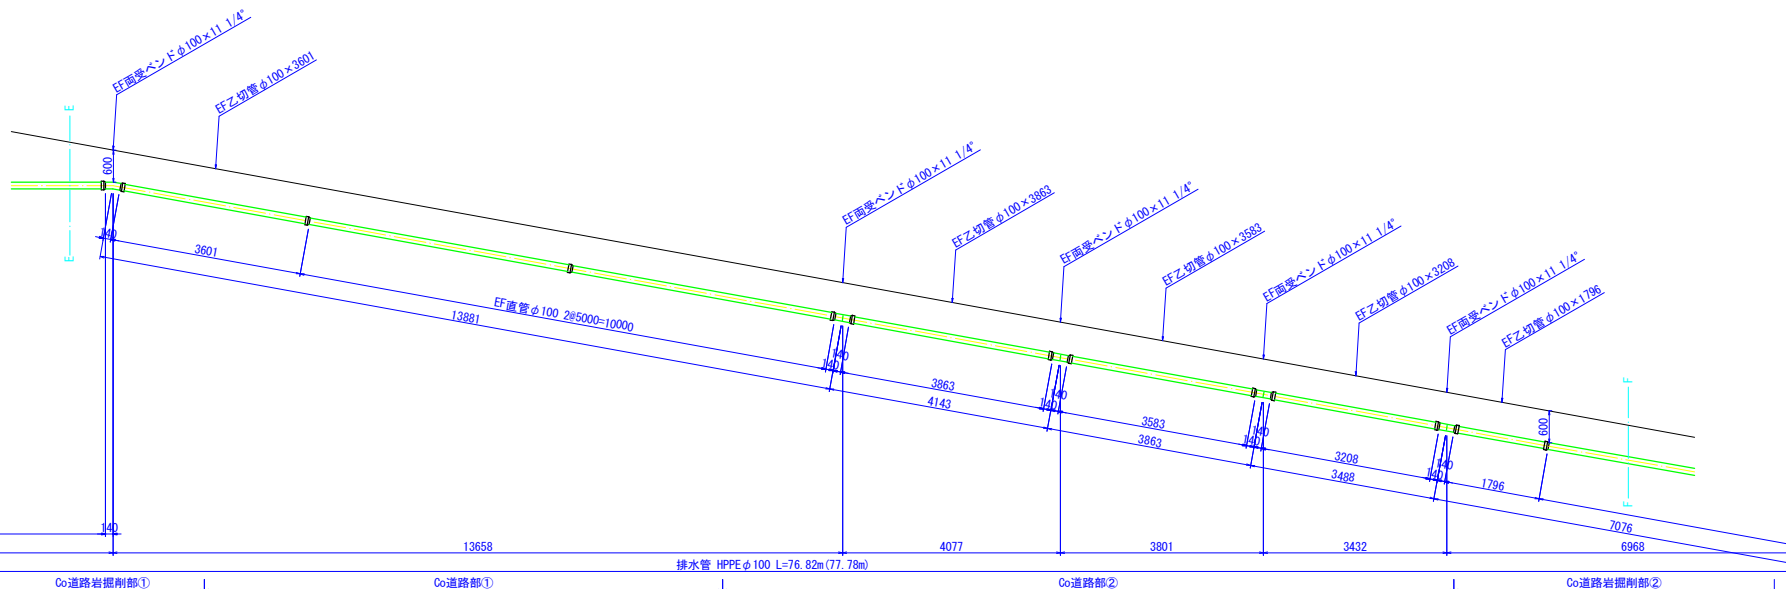 EF両受ベンドφ100×11 1/4°
EF乙切管φ100×3601
E
600
140
3601
E
EF直管φ100 2@5000=10000
13881
EF両受ベンドφ100×11 1/4°
EF乙切管φ100×3863
EF両受ベンドφ100×11 1/4°
EF乙切管φ100×3583
EF両受ベンドφ100×11 1/4°
EF乙切管φ100×3208
EF両受ベンドφ100×11 1/4°
EF乙切管φ100×1796
F
600
F
140
140
3863
4143
140
140
3583
3863
140
140
3208
3488
140
140
1796
7076
140
13658
4077
3801
3432
6968
排水管 HPPEφ100 L=76.82m(77.78m)
Co道路岩掘削部①
Co道路部①
Co道路部②
Co道路岩掘削部②